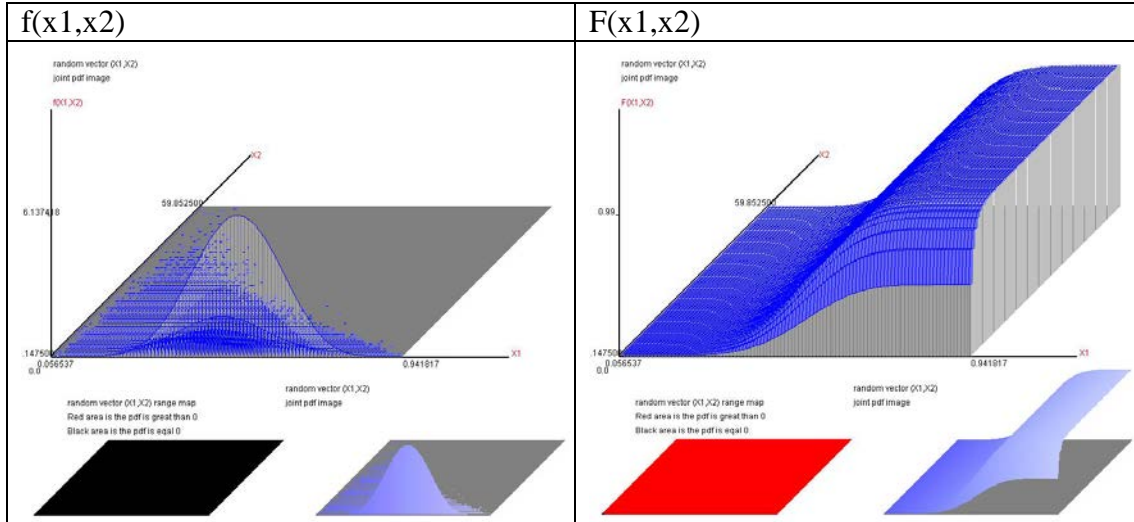 f(x1,x2)
random vector (X1,X2)
joint pdf image
f(X1,X2)
X2
59.852500
6.137418
.147500
0.056537
0.0
0.941817
X1
random vector (X1,X2)
joint pdf image
random vector (X1,X2) range map
Red area is the pdf is great than 0
Black area is the pdf is eqal 0
F(x1,x2)
random vector (X1,X2)
joint pdf image
F(X1,X2)
X2
59.852500
0.99
.147500
0.056537
0.0
0.941817
X1
random vector (X1,X2)
joint pdf image
random vector (X1,X2) range map
Red area is the pdf is great than 0
Black area is the pdf is eqal 0